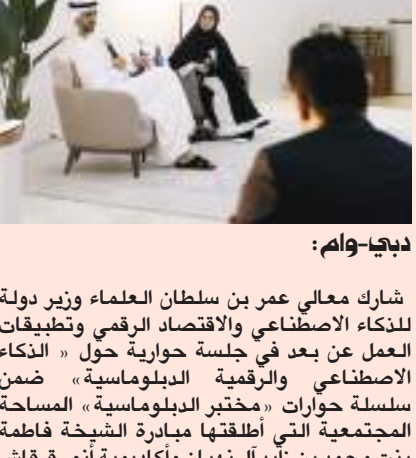 دبي-وام:
شارك معالي عمر بن سلطان العلماء وزير دولة
للذكاء الاصطناعي والاقتصاد الرقمي وتطبيقات
العمل عن بعد في جلسة حوارية حول « الذكاء
الاصطناعي والرقمية الدبلوماسية» ضمن
سلسلة حوارات «مختبر الدبلوماسية» المساحة
المجتمعية التي أطلقتها مبادرة الشيخة فاطمة